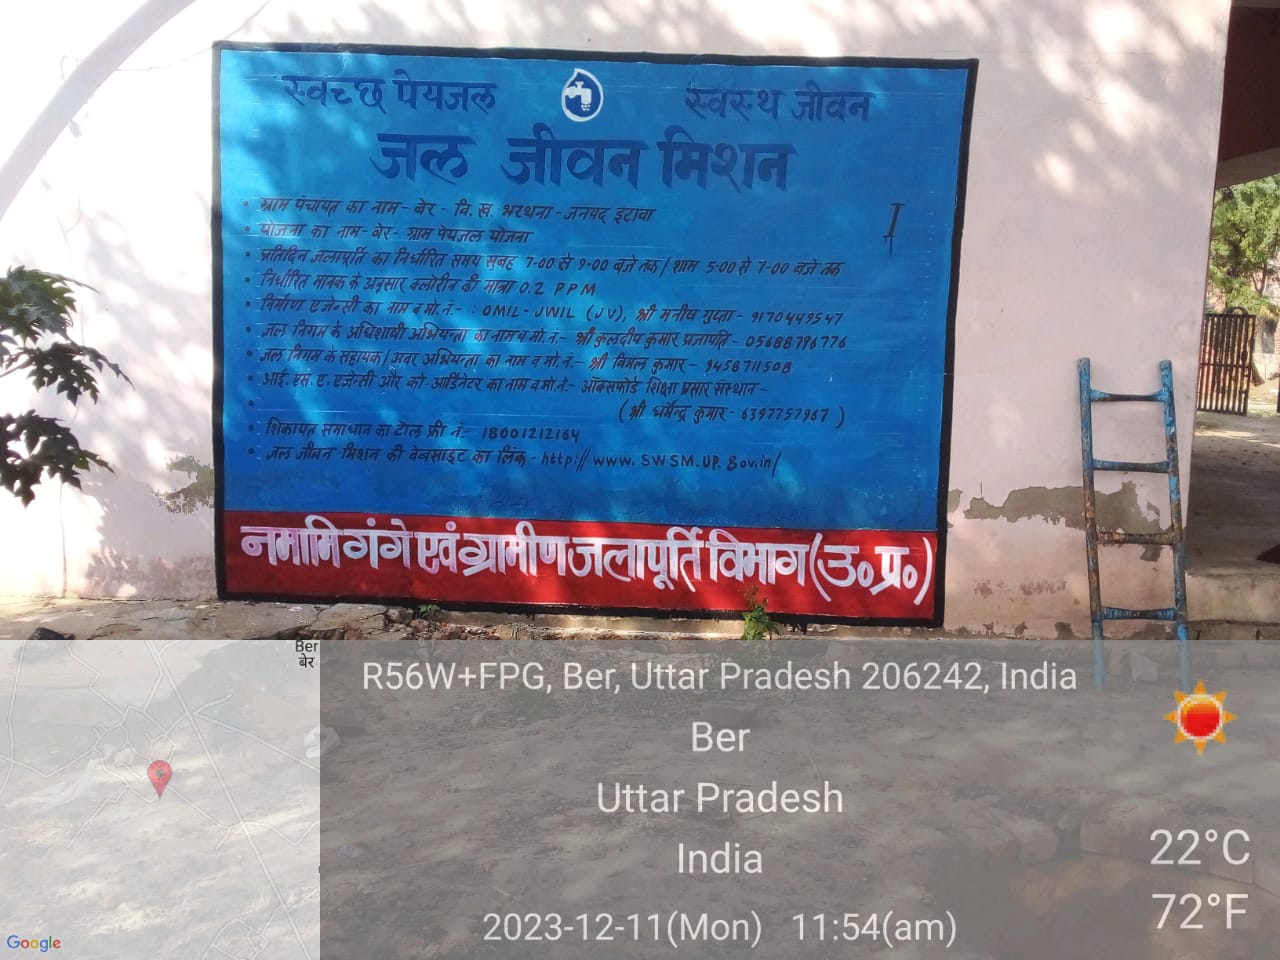 स्वच्छ पेयजल स्वस्थ जीवन
जल जीवन मिशन
• ग्राम पंचायत का नाम - बेर - वि. ख. भरथना - जनपद इटावा
• योजना का नाम - बेर - ग्राम पेयजल योजना
• प्रतिदिन जलापूर्ति का निर्धारित समय सुबह 7-00 से 9-00 बजे तक / शाम 5-00 से 7-00 बजे तक
• निर्धारित मानक के अनुसार क्लोरीन की मात्रा 0.2 PPM
• निर्माण एजेन्सी का नाम व मो. नं. - : OMIL - JWIL (JV), श्री मनीष गुप्ता - 9170449547
• जल निगम के अधिशाषी अभियन्ता का नाम व मो. नं. - श्री कुलदीप कुमार प्रजापति - 05688796776
• जल निगम के सहायक / अवर अभियन्ता का नाम व मो. नं. - श्री विमल कुमार - 9458711508
• आई. एस. ए. एजेन्सी और को-आर्डिनेटर का नाम व मो. नं. - ऑक्सफोर्ड शिक्षा प्रसार संस्थान -
• (श्री धर्मेन्द्र कुमार - 6397757967)
• शिकायत समाधान का टोल फ्री नं. - 18001212164
• जल जीवन मिशन की वेबसाइट का लिंक - http://www.SWSM.UP.Gov.in/
नमामि गंगे एवं ग्रामीण जलापूर्ति विभाग (उ॰ प्र॰)
Ber
बेर
R56W+FPG, Ber, Uttar Pradesh 206242, India
Ber
Uttar Pradesh
India
2023-12-11(Mon) 11:54(am)
22°C
72°F
Google